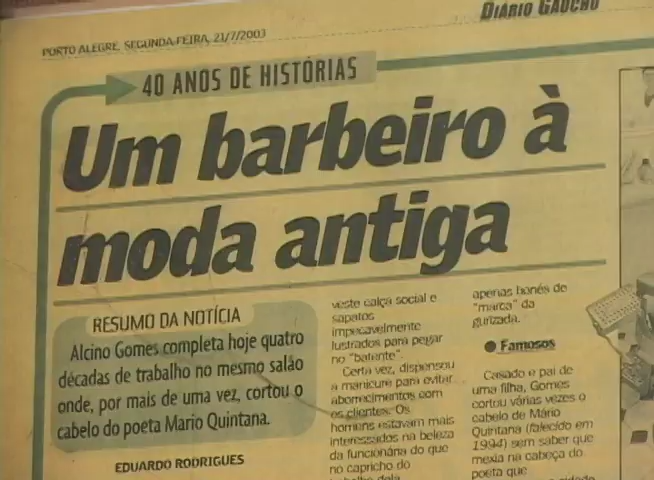 DIÁRIO GAÚCHO
PORTO ALEGRE, SEGUNDA-FEIRA, 21/7/2003
40 ANOS DE HISTÓRIAS
Um barbeiro à
moda antiga
RESUMO DA NOTÍCIA
Alcino Gomes completa hoje quatro
décadas de trabalho no mesmo salão
onde, por mais de uma vez, cortou o
cabelo do poeta Mario Quintana.
EDUARDO RODRIGUES
veste calça social e
sapatos
impecavelmente
lustrados para pegar
no "batente".
Certa vez, dispensou
a manicure para evitar
aborrecimentos com
os clientes. Os
homens estavam mais
interessados na beleza
da funcionária do que
no capricho do
trabalho dela
apenas bonés de
"marca" da
gurizada.
Famosos
Casado e pai de
uma filha, Gomes
cortou várias vezes o
cabelo de Mário
Quintana (falecido em
1994) sem saber que
mexia na cabeça do
poeta que